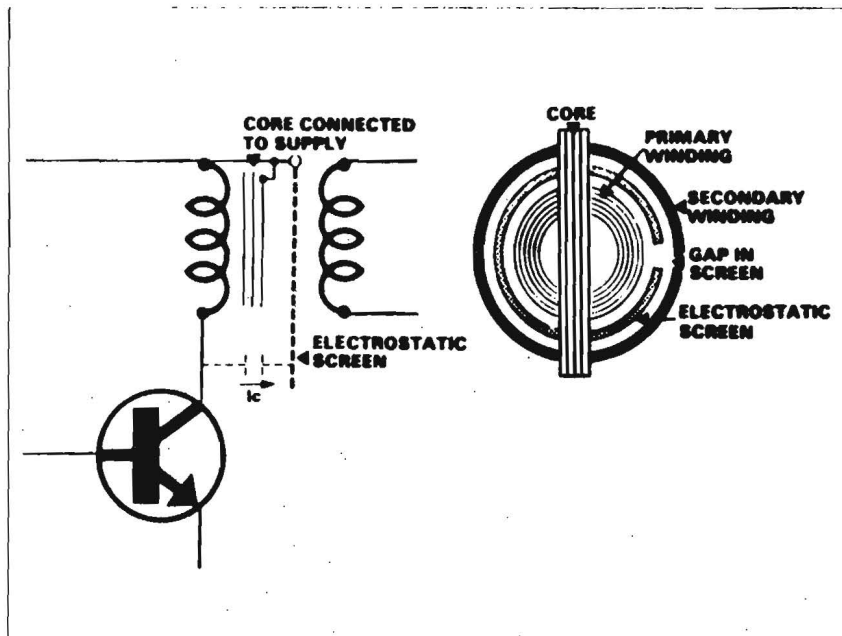 CORE CONNECTED
TO SUPPLY
ELECTROSTATIC
SCREEN
Ic
CORE
PRIMARY
WINDING
SECONDARY
WINDING
GAP IN
SCREEN
ELECTROSTATIC
SCREEN